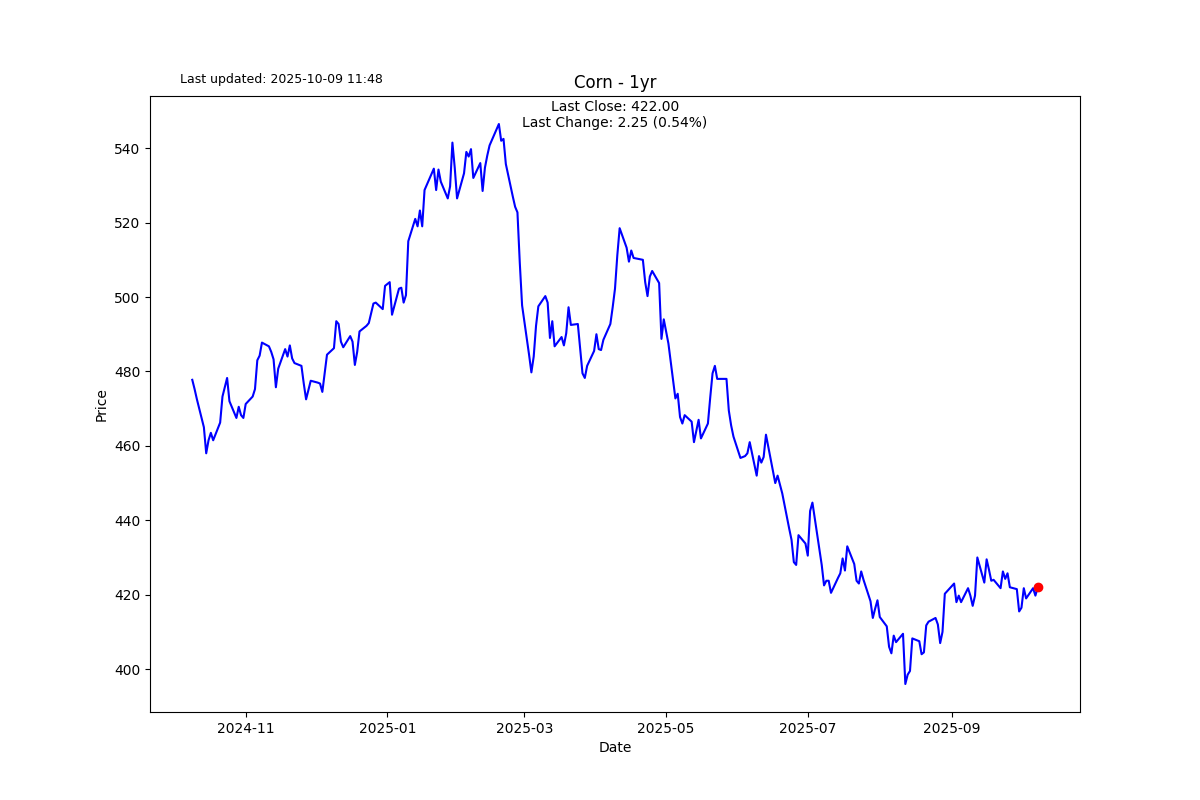 Last updated: 2025-10-09 11:48
Corn - 1yr
Last Close: 422.00
Last Change: 2.25 (0.54%)
Price
540
520
500
480
460
440
420
400
2024-11
2025-01
2025-03
2025-05
2025-07
2025-09
Date